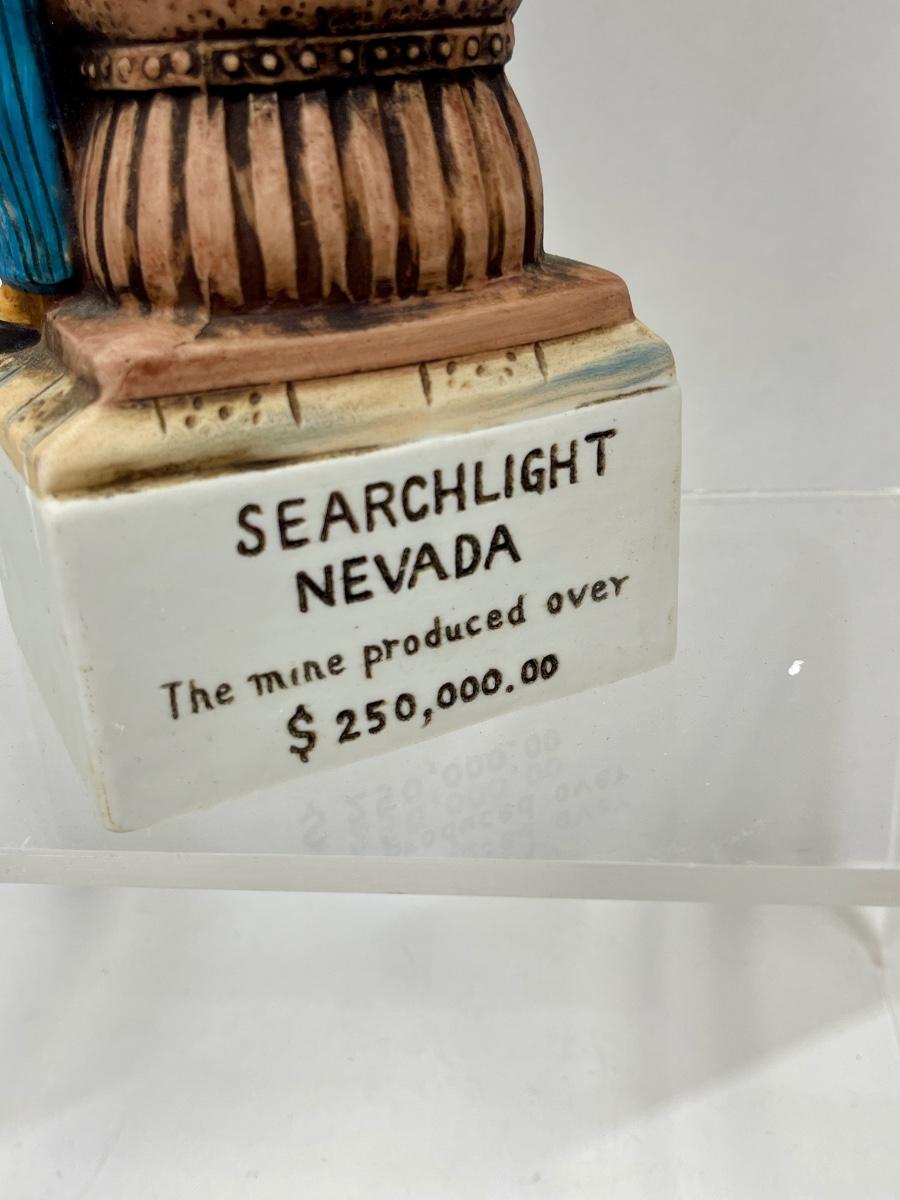 SEARCHLIGHT
NEVADA
The mine produced over
$ 250,000.00